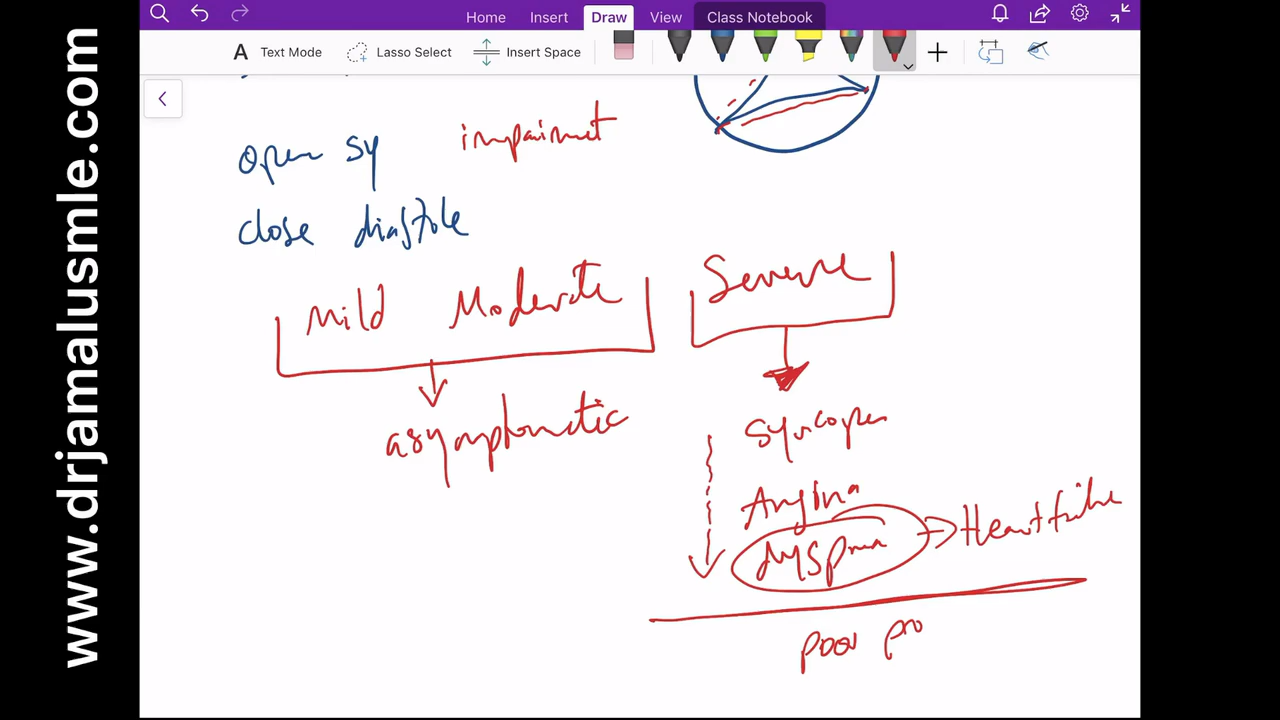 www.drjamalusmle.com
Home Insert Draw View Class Notebook
A Text Mode Lasso Select Insert Space
open sy impairment
close diastole
Mild Moderate Severe
asymptomatic
syncope
Angina
dyspnea Heart failure
poor pro